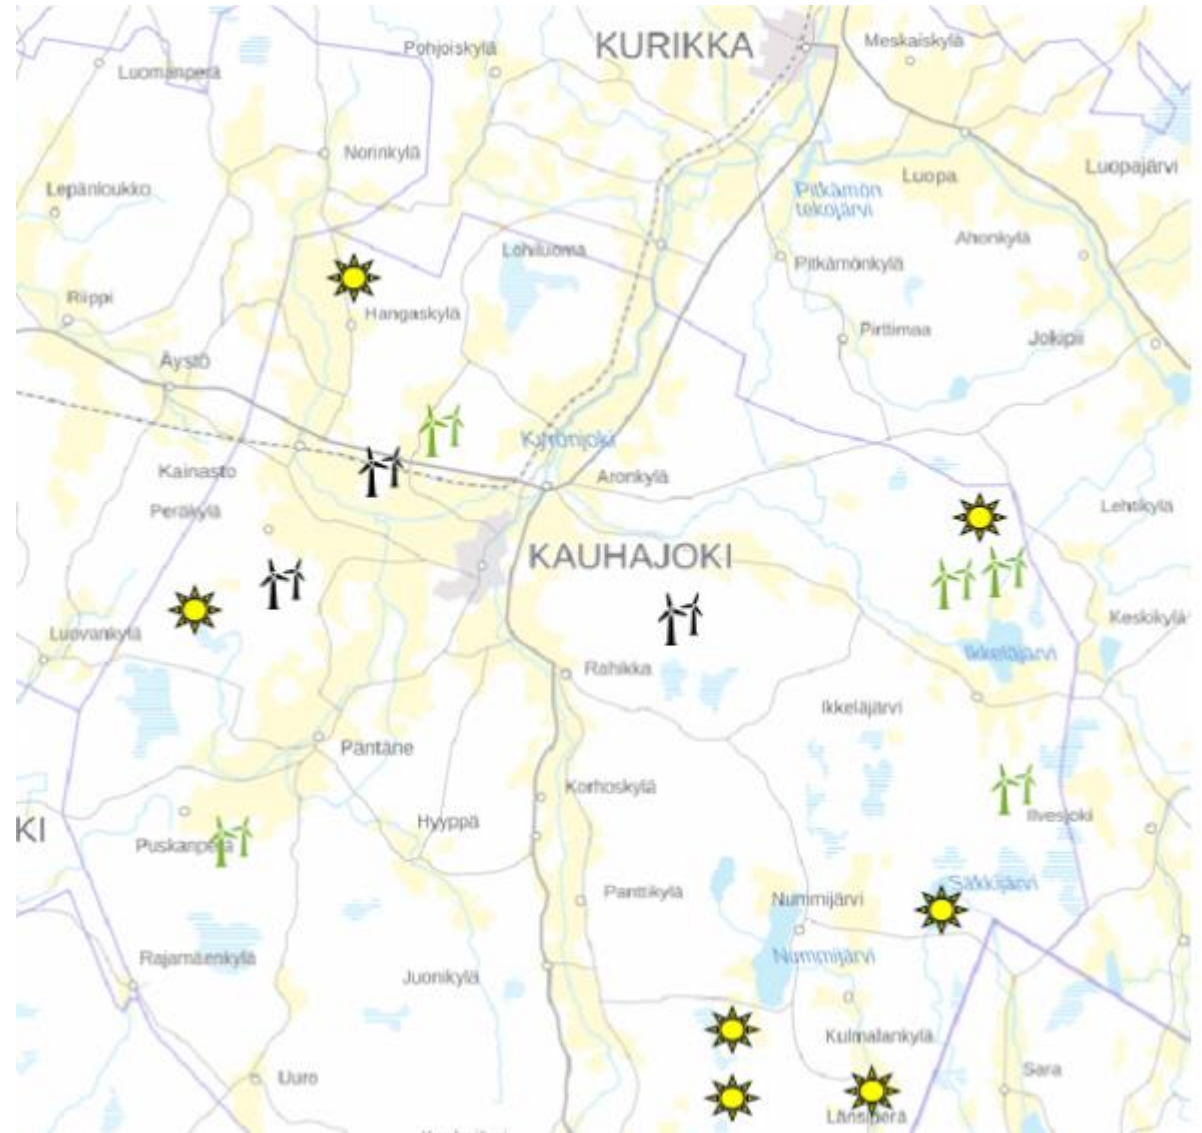 KURIKKA
Meskaiskylä
Pohjoiskylä
Luomanperä
Norinkylä
Luopajärvi
Luopa
Lepänloukko
Pitkämön
tekojärvi
Ahonkylä
Lohiluoma
Pitkämönkylä
Riippi
Hangaskylä
Pirttimaa
Jokipii
Äystö
Kyrönjoki
Kainasto
Aronkylä
Peräkylä
Lehtikylä
KAUHAJOKI
Luovankylä
Keskikylä
Ikkeläjärvi
Rahikka
Ikkeläjärvi
Päntäne
Korhoskylä
Hyyppä
Ilvesjoki
KI
Puskanperä
Säkkijärvi
Panttikylä
Nummijärvi
Rajamäenkylä
Nummijärvi
Juonikylä
Kulmalankylä
Uuro
Sara
Länsiperä